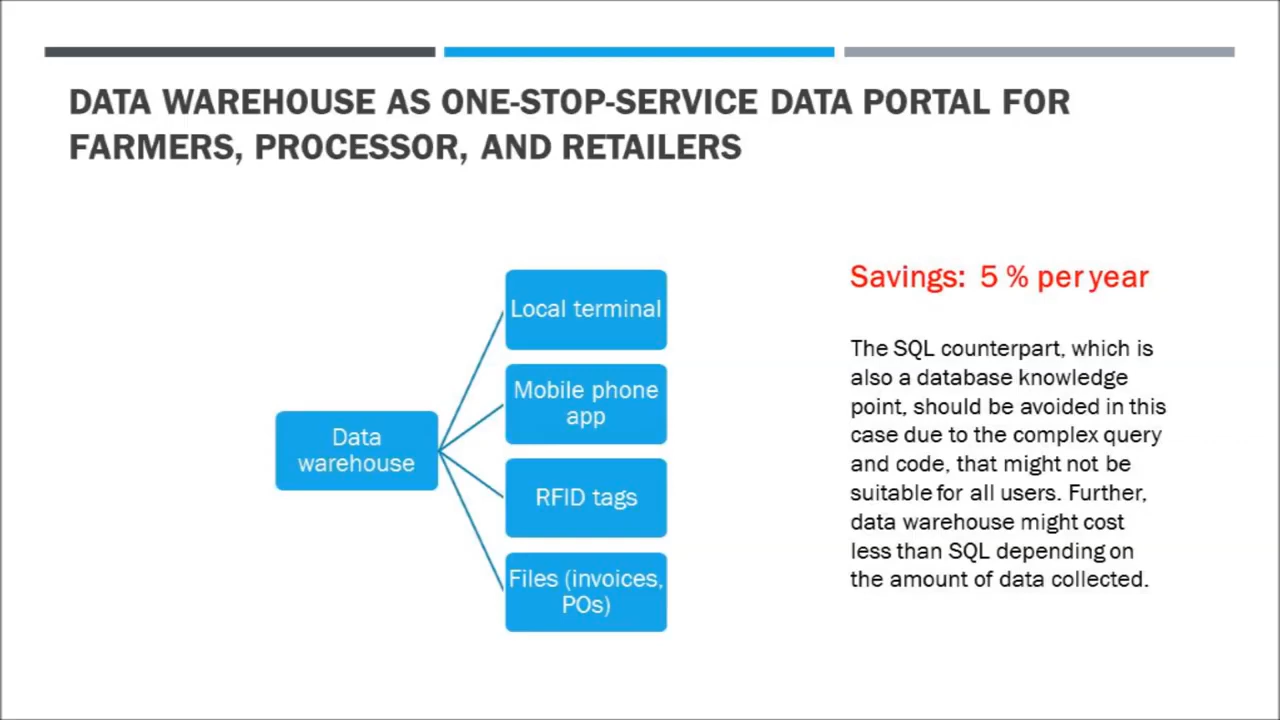 DATA WAREHOUSE AS ONE-STOP-SERVICE DATA PORTAL FOR
FARMERS, PROCESSOR, AND RETAILERS
Data
warehouse
Local terminal
Mobile phone
app
RFID tags
Files (invoices,
POs)
Savings: 5 % per year
The SQL counterpart, which is
also a database knowledge
point, should be avoided in this
case due to the complex query
and code, that might not be
suitable for all users. Further,
data warehouse might cost
less than SQL depending on
the amount of data collected.